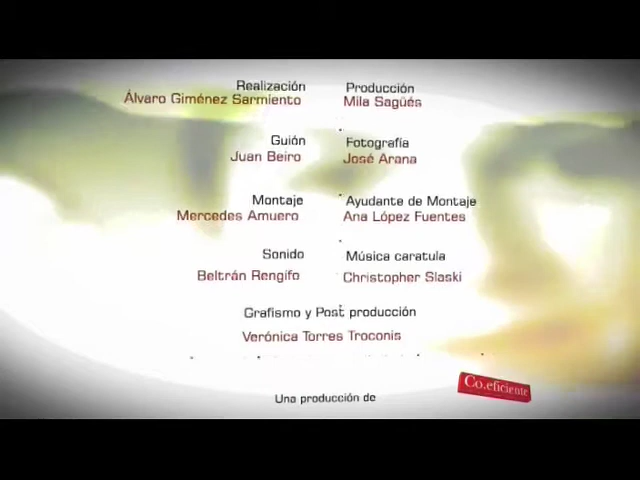 Realización
Álvaro Giménez Sarmiento
Producción
Mila Sagüés
Guión
Juan Beiro
Fotografía
José Arana
Montaje
Mercedes Amuero
Ayudante de Montaje
Ana López Fuentes
Sonido
Beltrán Rengifo
Música caratula
Christopher Slaski
Grafismo y Post producción
Verónica Torres Troconis
Una producción de
Co.eficiente